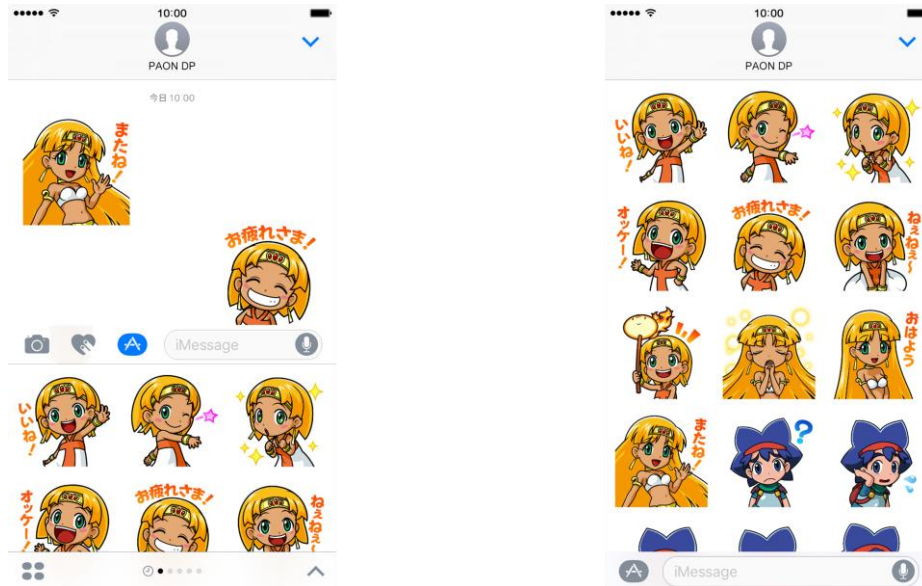 10:00
PAON DP
今日 10:00
またね!
お疲れさま!
iMessage
いいね!
オッケー!
お疲れさま!
ねぇねぇ〜
10:00
PAON DP
いいね!
オッケー!
お疲れさま!
ねぇねぇ〜
おはよう
またね!
?
iMessage